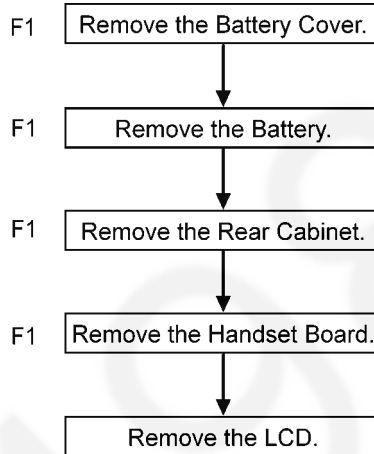 F1 Remove the Battery Cover.
F1 Remove the Battery.
F1 Remove the Rear Cabinet.
F1 Remove the Handset Board.
Remove the LCD.